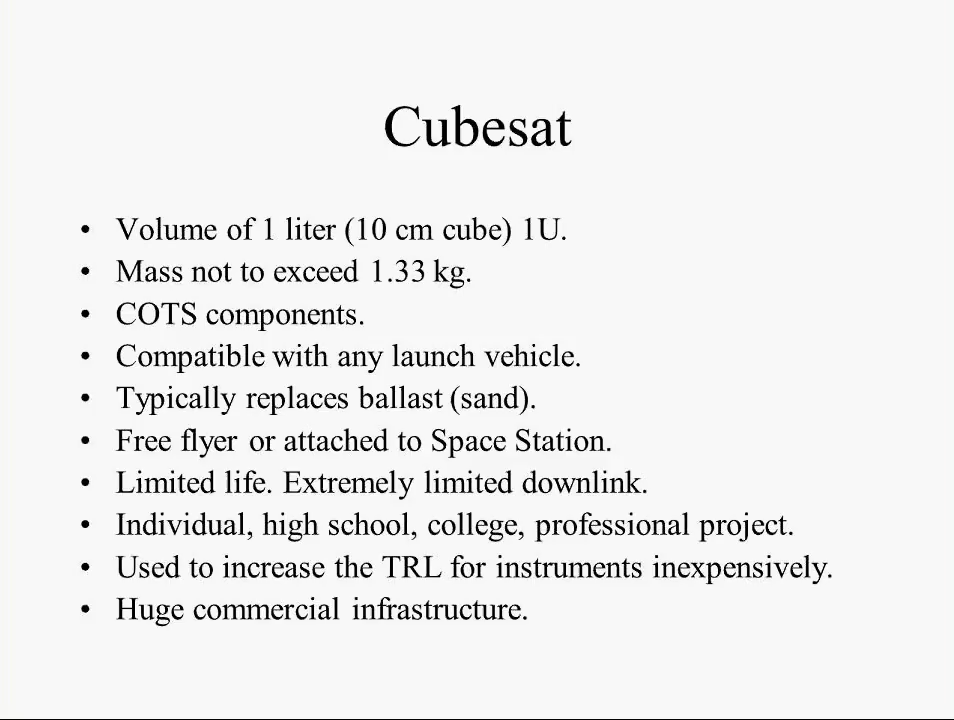 Cubesat
• Volume of 1 liter (10 cm cube) 1U.
• Mass not to exceed 1.33 kg.
• COTS components.
• Compatible with any launch vehicle.
• Typically replaces ballast (sand).
• Free flyer or attached to Space Station.
• Limited life. Extremely limited downlink.
• Individual, high school, college, professional project.
• Used to increase the TRL for instruments inexpensively.
• Huge commercial infrastructure.